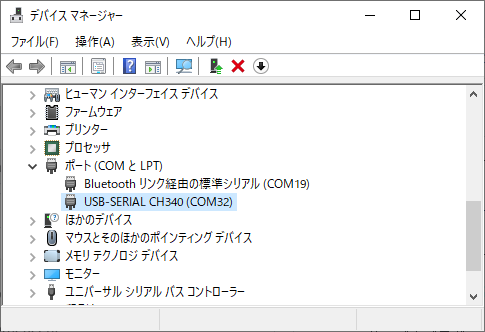 デバイス マネージャー
ファイル(F) 操作(A) 表示(V) ヘルプ(H)
ヒューマン インターフェイス デバイス
ファームウェア
プリンター
プロセッサ
ポート (COM と LPT)
Bluetooth リンク経由の標準シリアル (COM19)
USB-SERIAL CH340 (COM32)
ほかのデバイス
マウスとそのほかのポインティング デバイス
メモリ テクノロジ デバイス
モニター
ユニバーサル シリアル バス コントローラー